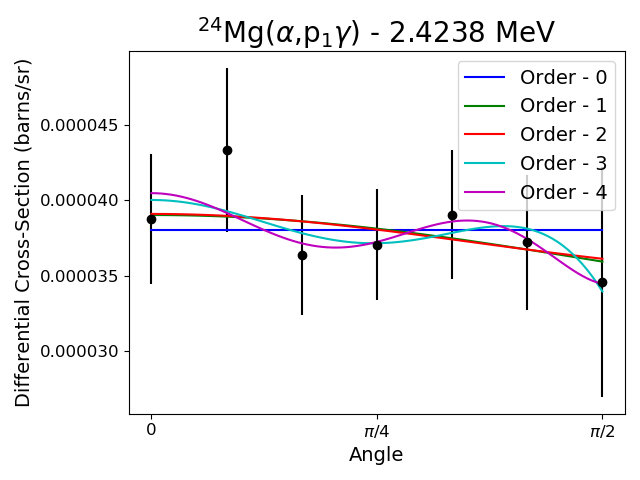 ²⁴Mg(α,p₁γ) - 2.4238 MeV
Differential Cross-Section (barns/sr)
0.000045
0.000040
0.000035
0.000030
Order - 0
Order - 1
Order - 2
Order - 3
Order - 4
0
π/4
π/2
Angle